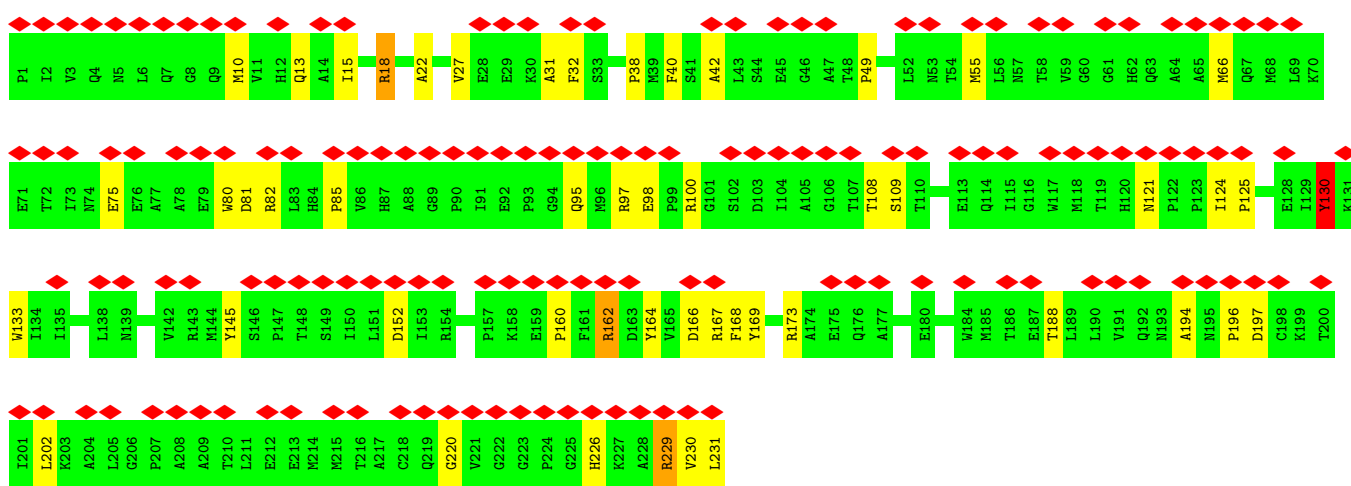 P1 I2 V3 Q4 N5 L6 Q7 G8 Q9 M10 V11 H12 Q13 A14 I15 R18 A22 V27 E28 E29 K30 A31 F32 S33 P38 M39 F40 S41 A42 L43 S44 E45 G46 A47 T48 P49 L52 N53 T54 M55 L56 N57 T58 V59 G60 G61 H62 Q63 A64 A65 M66 Q67 M68 L69 K70
E71 T72 I73 N74 E75 E76 A77 A78 E79 W80 D81 R82 L83 H84 P85 V86 H87 A88 G89 P90 I91 E92 P93 G94 Q95 M96 R97 E98 P99 R100 G101 S102 D103 I104 A105 G106 T107 T108 S109 T110 E113 Q114 I115 G116 W117 M118 T119 H120 N121 P122 P123 I124 P125 E128 I129 Y130 K131
W133 I134 I135 L138 N139 V142 R143 M144 Y145 S146 P147 T148 S149 I150 L151 D152 I153 R154 P157 K158 E159 P160 F161 R162 D163 Y164 V165 D166 R167 F168 Y169 R173 A174 E175 Q176 A177 E180 W184 M185 T186 E187 T188 L189 L190 V191 Q192 N193 A194 N195 P196 D197 C198 K199 T200
I201 L202 K203 A204 L205 G206 P207 A208 A209 T210 L211 E212 E213 M214 M215 T216 A217 C218 Q219 G220 V221 G222 G223 P224 G225 H226 K227 A228 R229 V230 L231